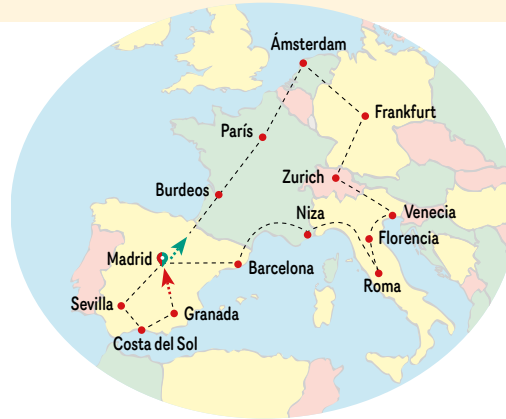 Ámsterdam
Frankfurt
París
Zurich
Burdeos
Niza
Venecia
Florencia
Madrid
Barcelona
Roma
Sevilla
Granada
Costa del Sol